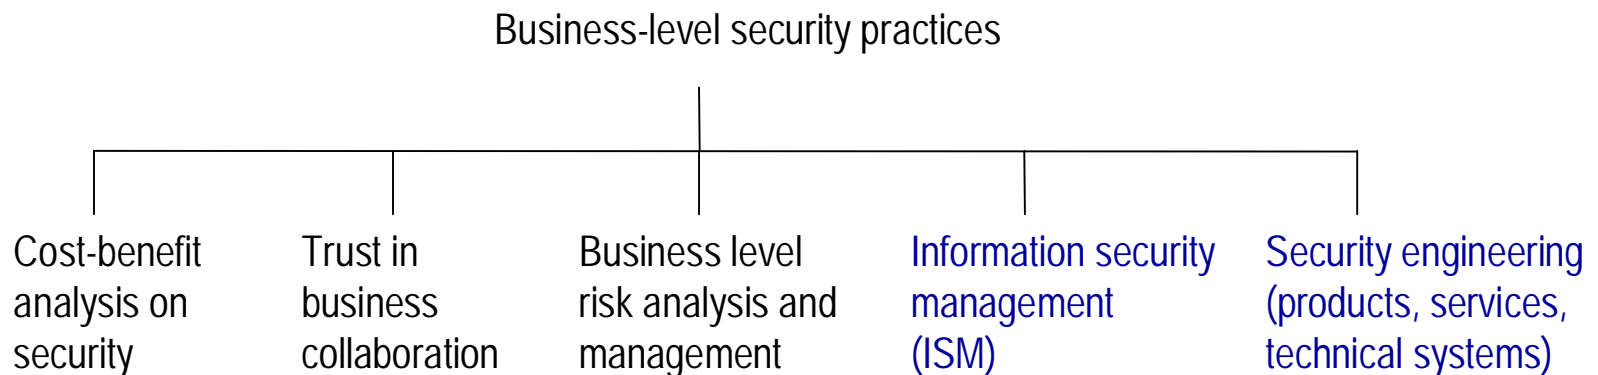 Business-level security practices
Cost-benefit
analysis on
security
Trust in
business
collaboration
Business level
risk analysis and
management
Information security
management
(ISM)
Security engineering
(products, services,
technical systems)